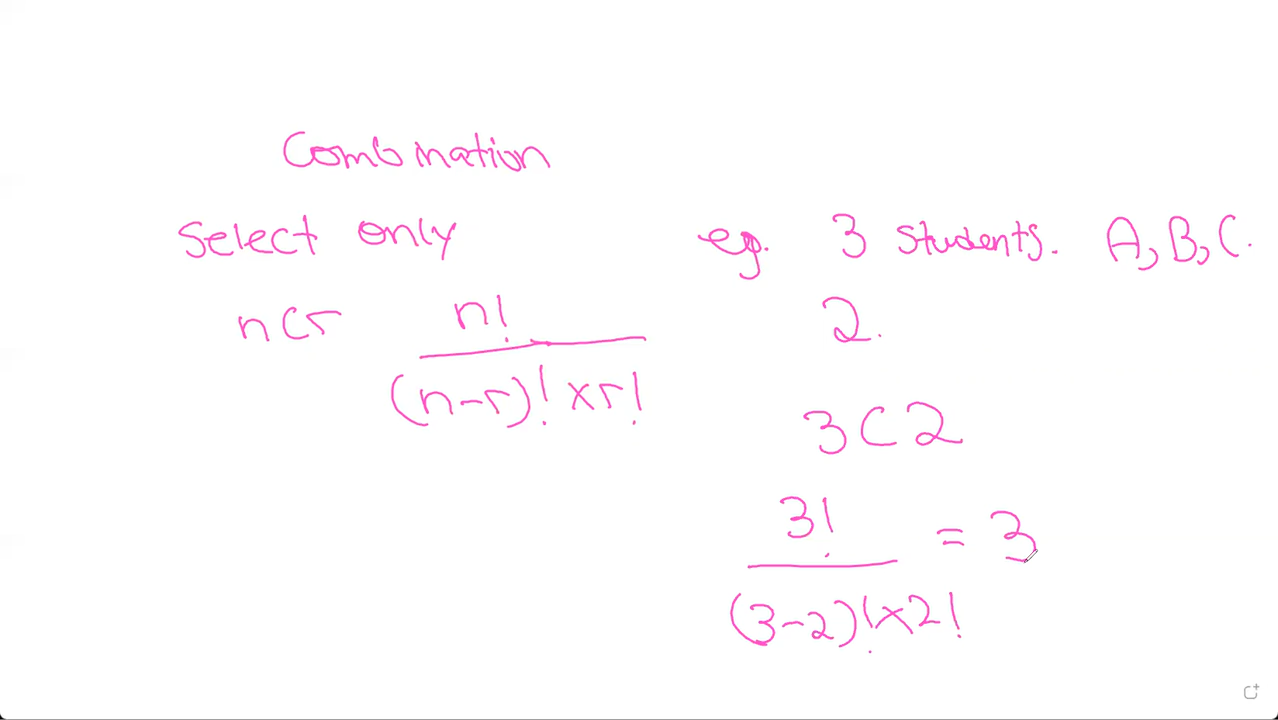 Combination
Select only
nCr n!
(n-r)! x r!
eg. 3 students. A, B, C.
2.
3C2
3! = 3
(3-2)! x 2!